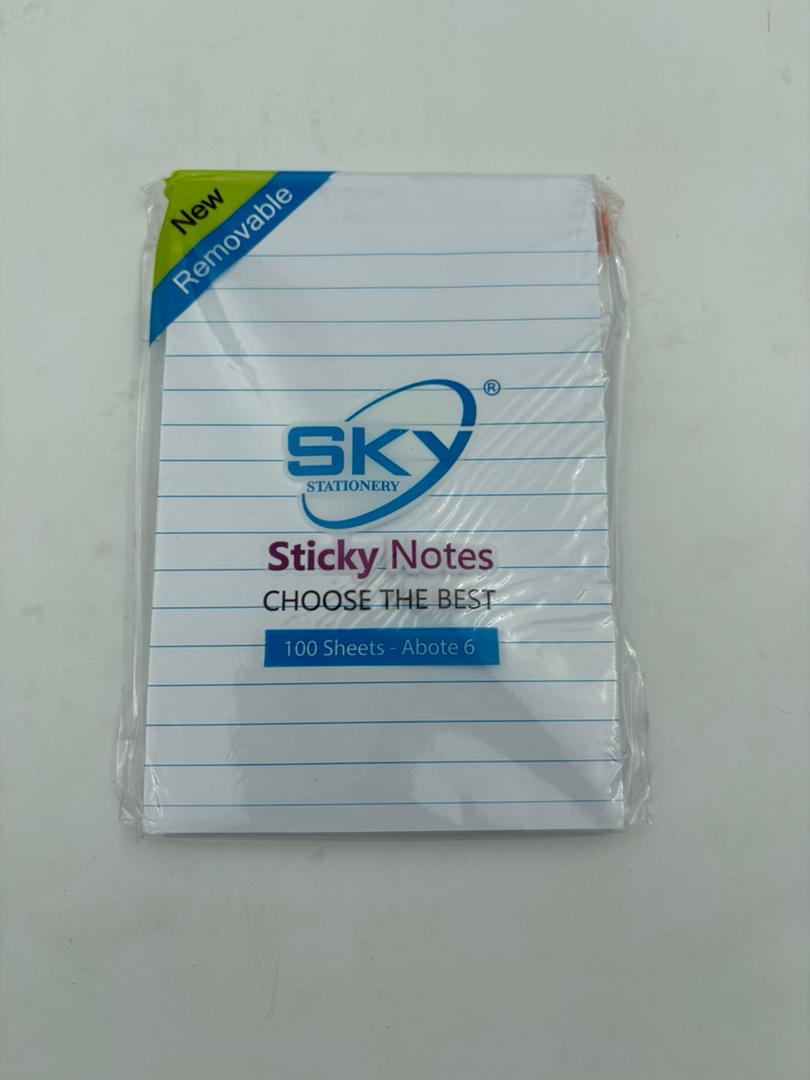 New
Removable
SKY®
STATIONERY
Sticky Notes
CHOOSE THE BEST
100 Sheets - Abote 6